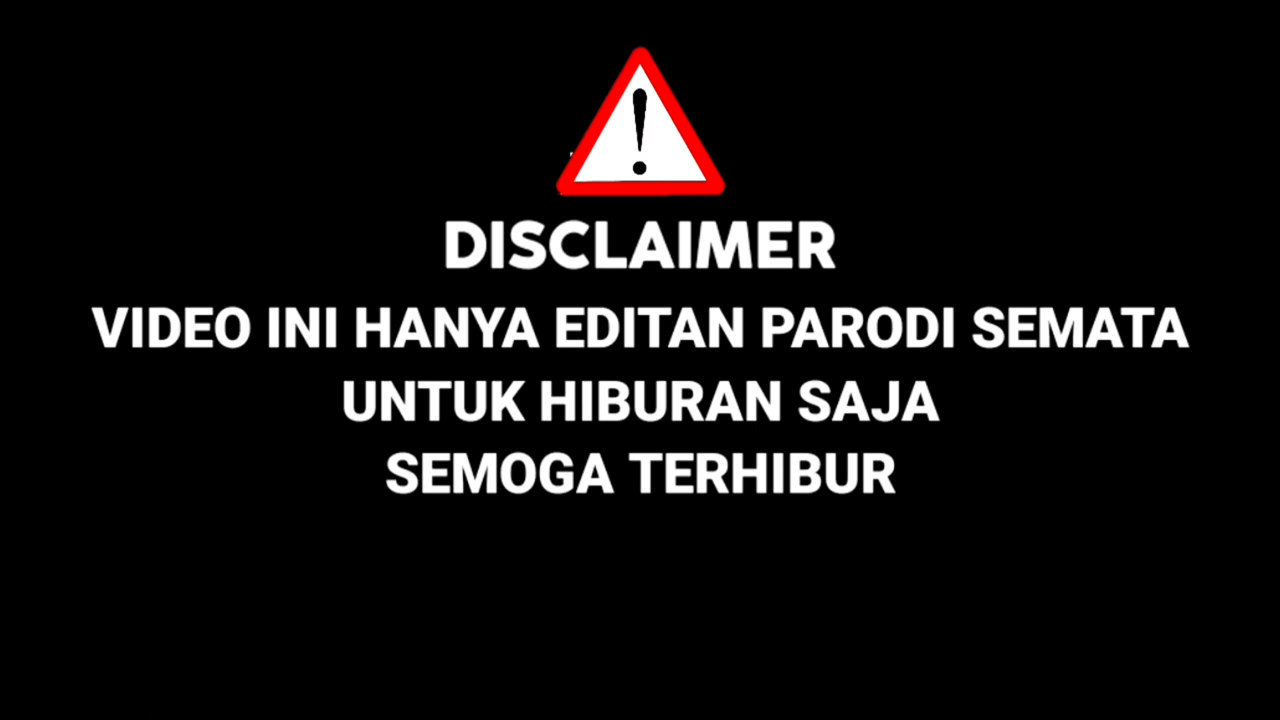 DISCLAIMER
VIDEO INI HANYA EDITAN PARODI SEMATA
UNTUK HIBURAN SAJA
SEMOGA TERHIBUR